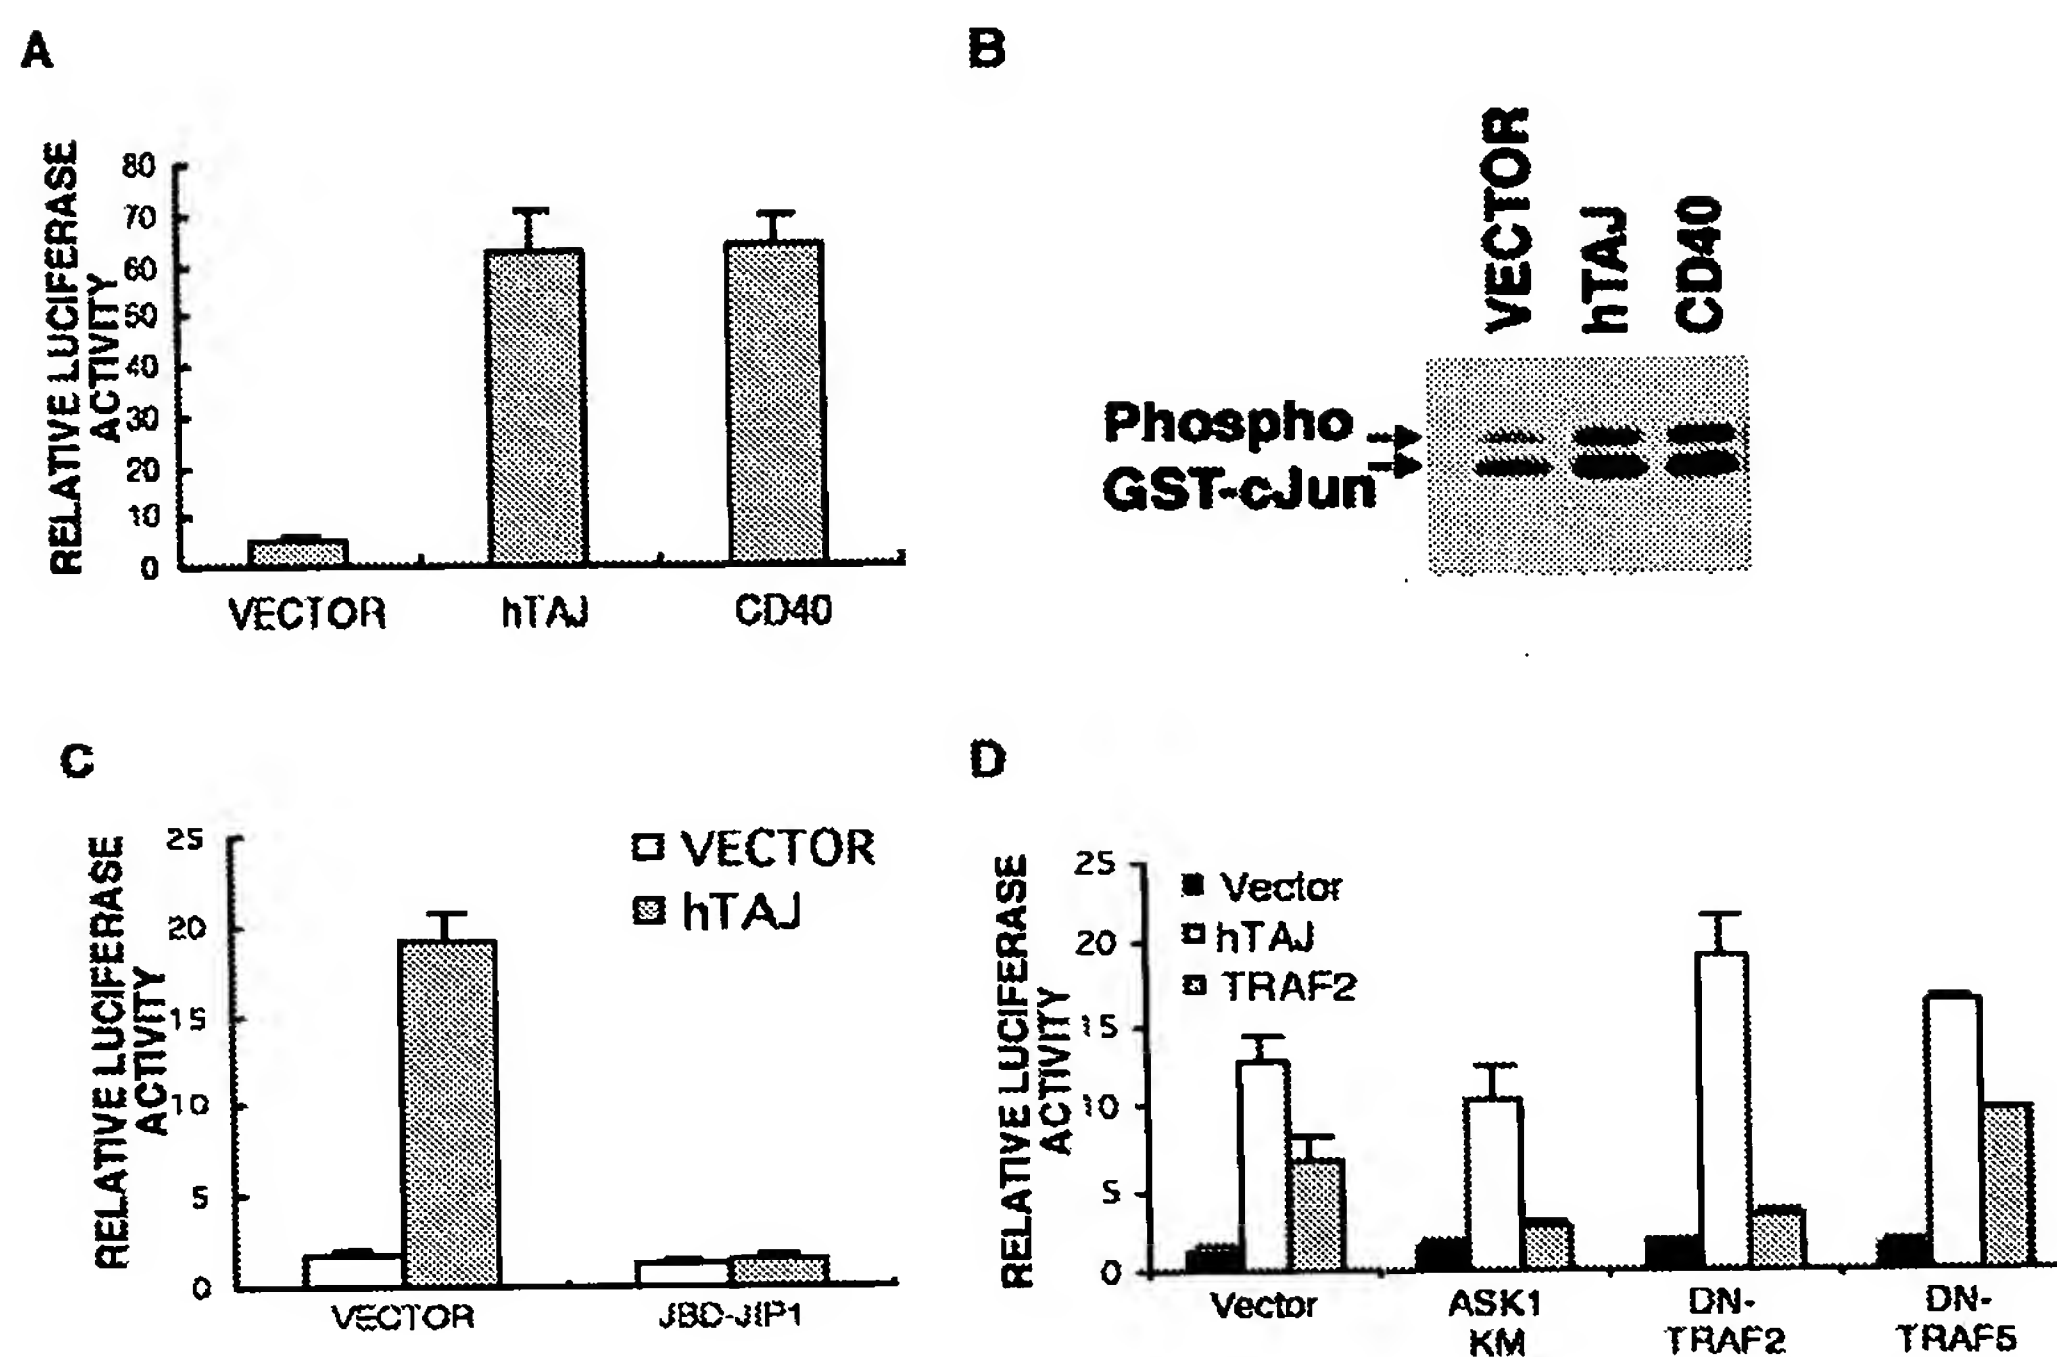 A
RELATIVE LUCIFERASE
ACTIVITY
80
70
60
50
40
30
20
10
0
VECTOR hTAJ CD40
B
VECTOR
hTAJ
CD40
Phospho
GST-cJun
C
RELATIVE LUCIFERASE
ACTIVITY
25
20
15
10
5
0
VECTOR
hTAJ
VECTOR JBD-JIP1
D
RELATIVE LUCIFERASE
ACTIVITY
25
20
15
10
5
0
Vector
hTAJ
TRAF2
Vector ASK1 DN- DN-
KM TRAF2 TRAF5